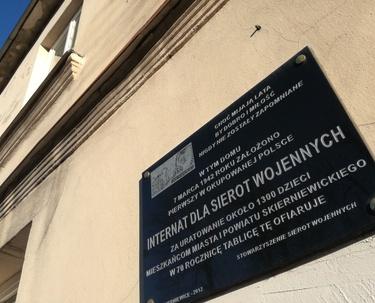 CHOĆ MIJAJĄ LATA
BY DOBRO I MIŁOŚĆ
NIGDY NIE ZOSTAŁY ZAPOMNIANE
W TYM DOMU
7 MARCA 1942 ROKU ZAŁOŻONO
PIERWSZY W OKUPOWANEJ POLSCE
INTERNAT DLA SIEROT WOJENNYCH
ZA URATOWANIE OKOŁO 1300 DZIECI
MIESZKAŃCOM MIASTA I POWIATU SKIERNIEWICKIEGO
W 70 ROCZNICĘ TABLICĘ TĘ OFIARUJE
STOWARZYSZENIE SIEROT WOJENNYCH
2012